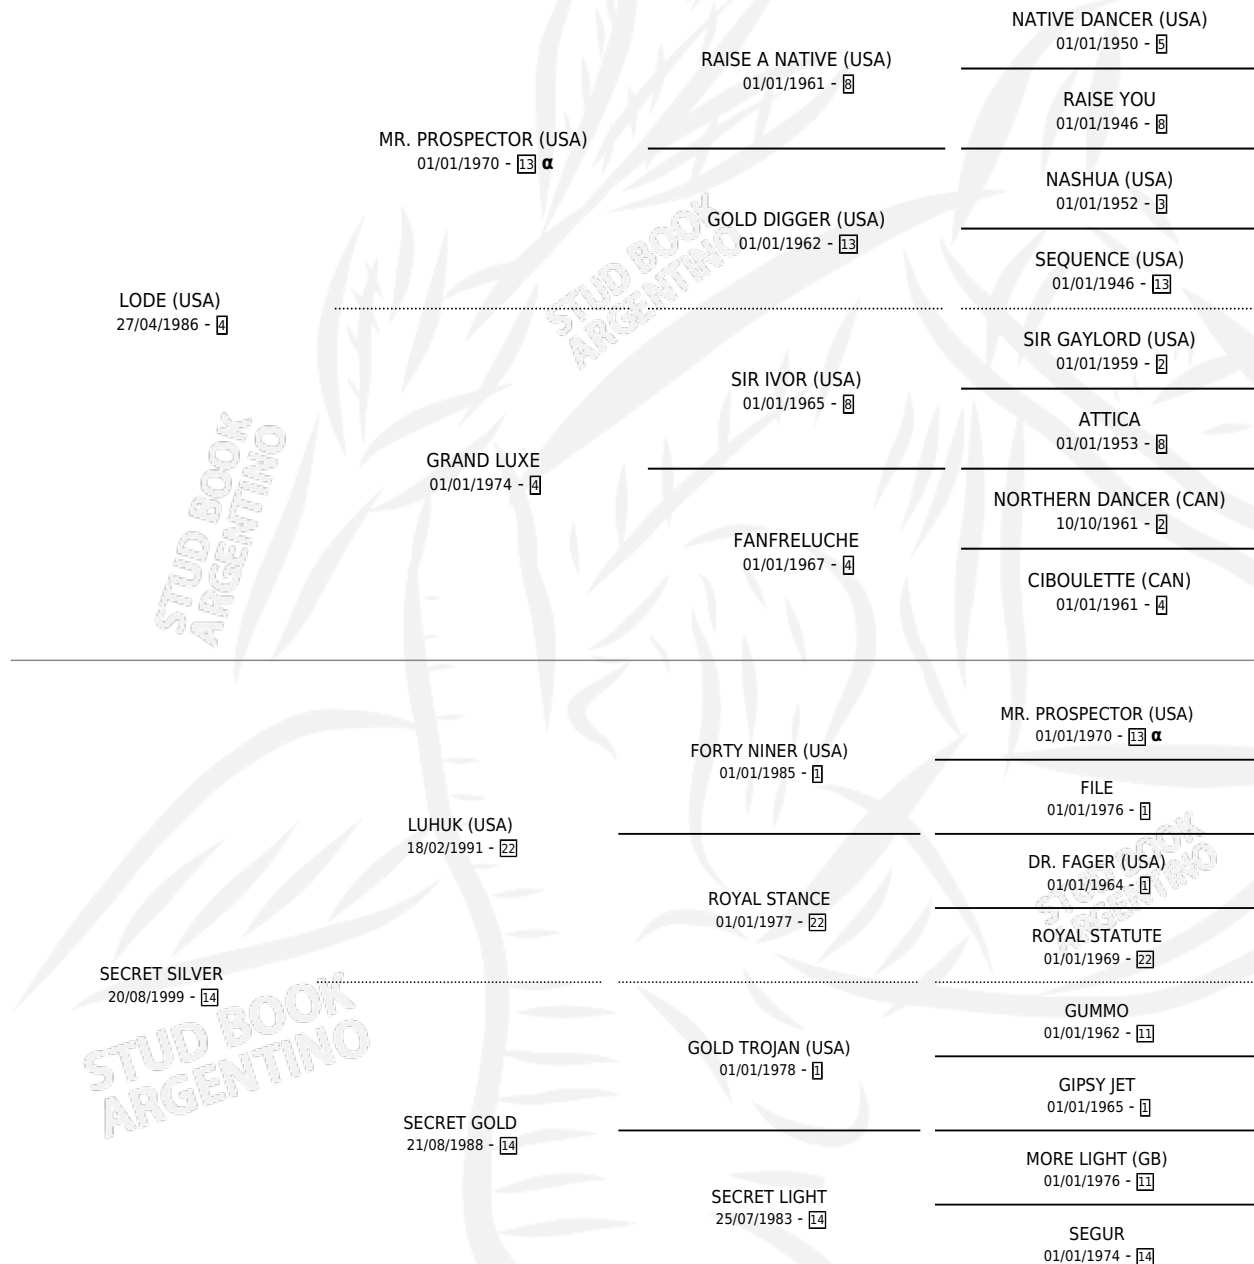 NATIVE DANCER (USA)
01/01/1950 - 5
RAISE A NATIVE (USA)
01/01/1961 - 8
RAISE YOU
01/01/1946 - 8
MR. PROSPECTOR (USA)
01/01/1970 - 13 α
NASHUA (USA)
01/01/1952 - 3
GOLD DIGGER (USA)
01/01/1962 - 13
SEQUENCE (USA)
01/01/1946 - 13
LODE (USA)
27/04/1986 - 4
SIR GAYLORD (USA)
01/01/1959 - 2
SIR IVOR (USA)
01/01/1965 - 8
ATTICA
01/01/1953 - 8
GRAND LUXE
01/01/1974 - 4
NORTHERN DANCER (CAN)
10/10/1961 - 2
FANFRELUCHE
01/01/1967 - 4
CIBOULETTE (CAN)
01/01/1961 - 4
MR. PROSPECTOR (USA)
01/01/1970 - 13 α
FORTY NINER (USA)
01/01/1985 - 1
FILE
01/01/1976 - 1
LUHUK (USA)
18/02/1991 - 22
DR. FAGER (USA)
01/01/1964 - 1
ROYAL STANCE
01/01/1977 - 22
ROYAL STATUTE
01/01/1969 - 22
SECRET SILVER
20/08/1999 - 14
GUMMO
01/01/1962 - 11
GOLD TROJAN (USA)
01/01/1978 - 1
GIPSY JET
01/01/1965 - 1
SECRET GOLD
21/08/1988 - 14
MORE LIGHT (GB)
01/01/1976 - 11
SECRET LIGHT
25/07/1983 - 14
SEGUR
01/01/1974 - 14
STUD BOOK
ARGENTINO
STUD BOOK
ARGENTINO
STUD BOOK
ARGENTINO
STUD BOOK
ARGENTINO